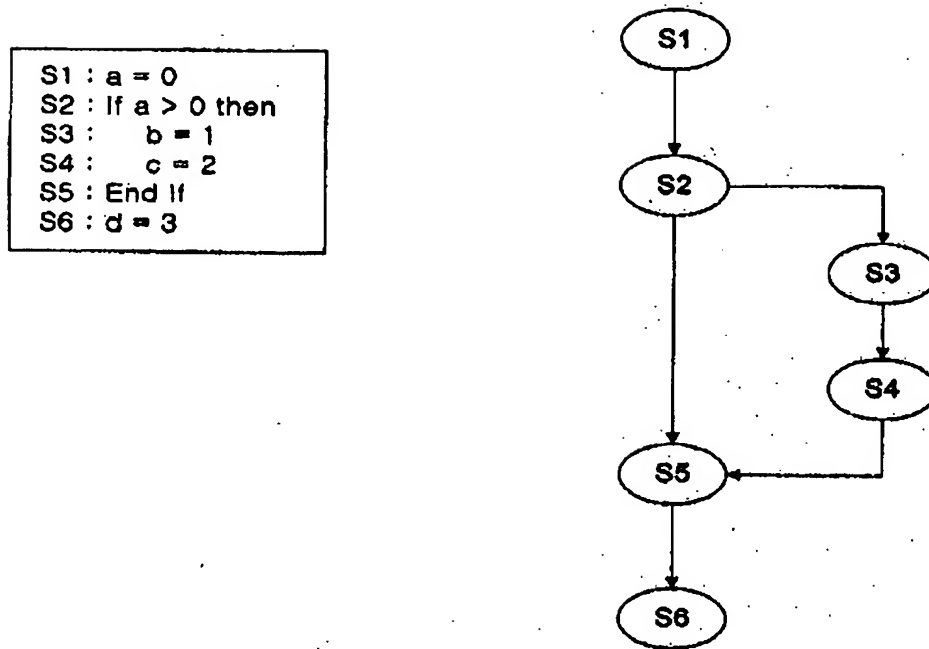 S1 : a = 0
S2 : If a > 0 then
S3 : b = 1
S4 : c = 2
S5 : End If
S6 : d = 3
S1
S2
S3
S4
S5
S6